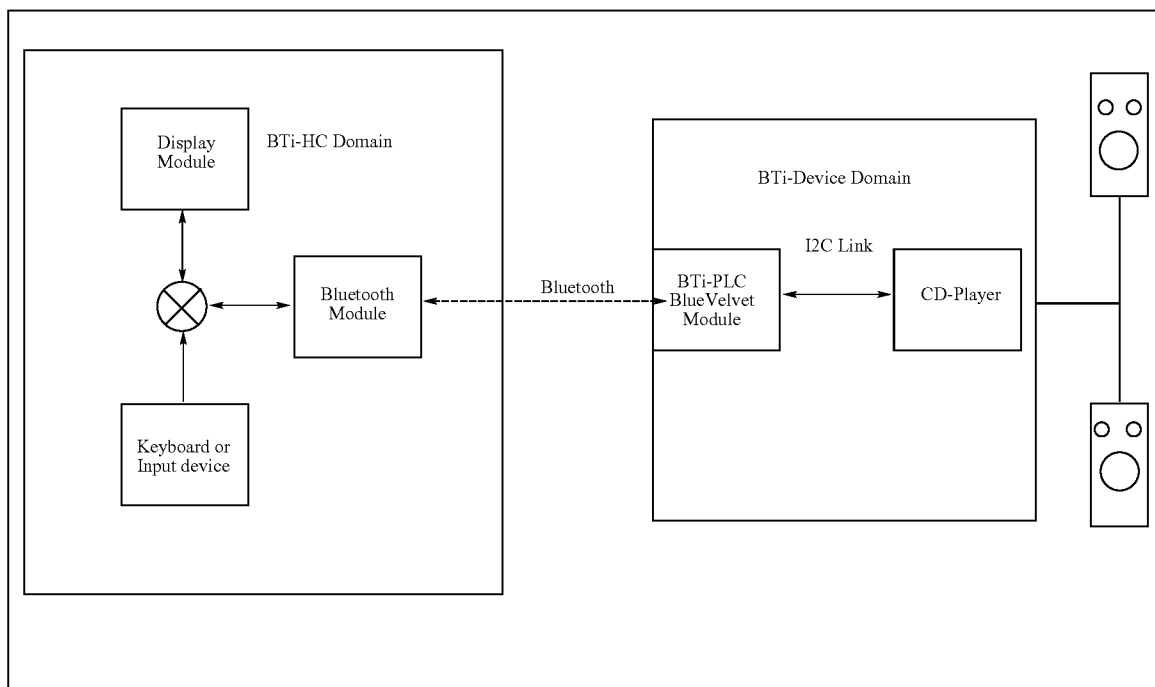 Display
Module
BTi-HC Domain
Bluetooth
Module
Keyboard or
Input device
Bluetooth
BTi-Device Domain
I2C Link
BTi-PLC
BlueVelvet
Module
CD-Player